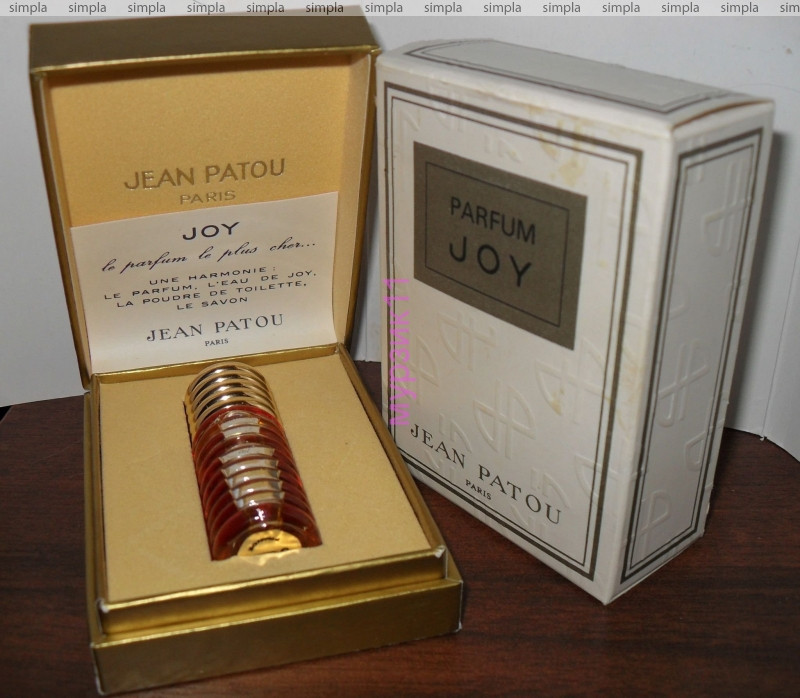 simpla simpla simpla simpla simpla simpla simpla simpla simpla simpla simpla simpla simpla sim
JEAN PATOU
PARIS
JOY
le parfum le plus cher...
UNE HARMONIE :
LE PARFUM, L'EAU DE JOY,
LA POUDRE DE TOILETTE,
LE SAVON
JEAN PATOU
PARIS
PARFUM
JOY
JEAN PATOU
PARIS
мурзик11